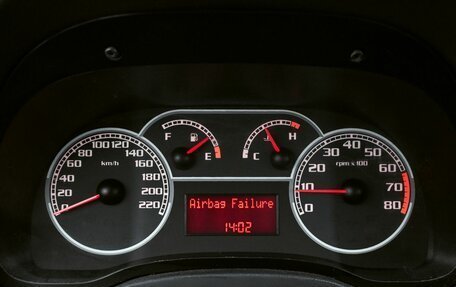 80 100 120 140
60 160
40 180
20 200
0 220
km/h
F E
C H
30 40 50
20 60
10 70
0 80
rpm x 100
Airbag Failure
14:02